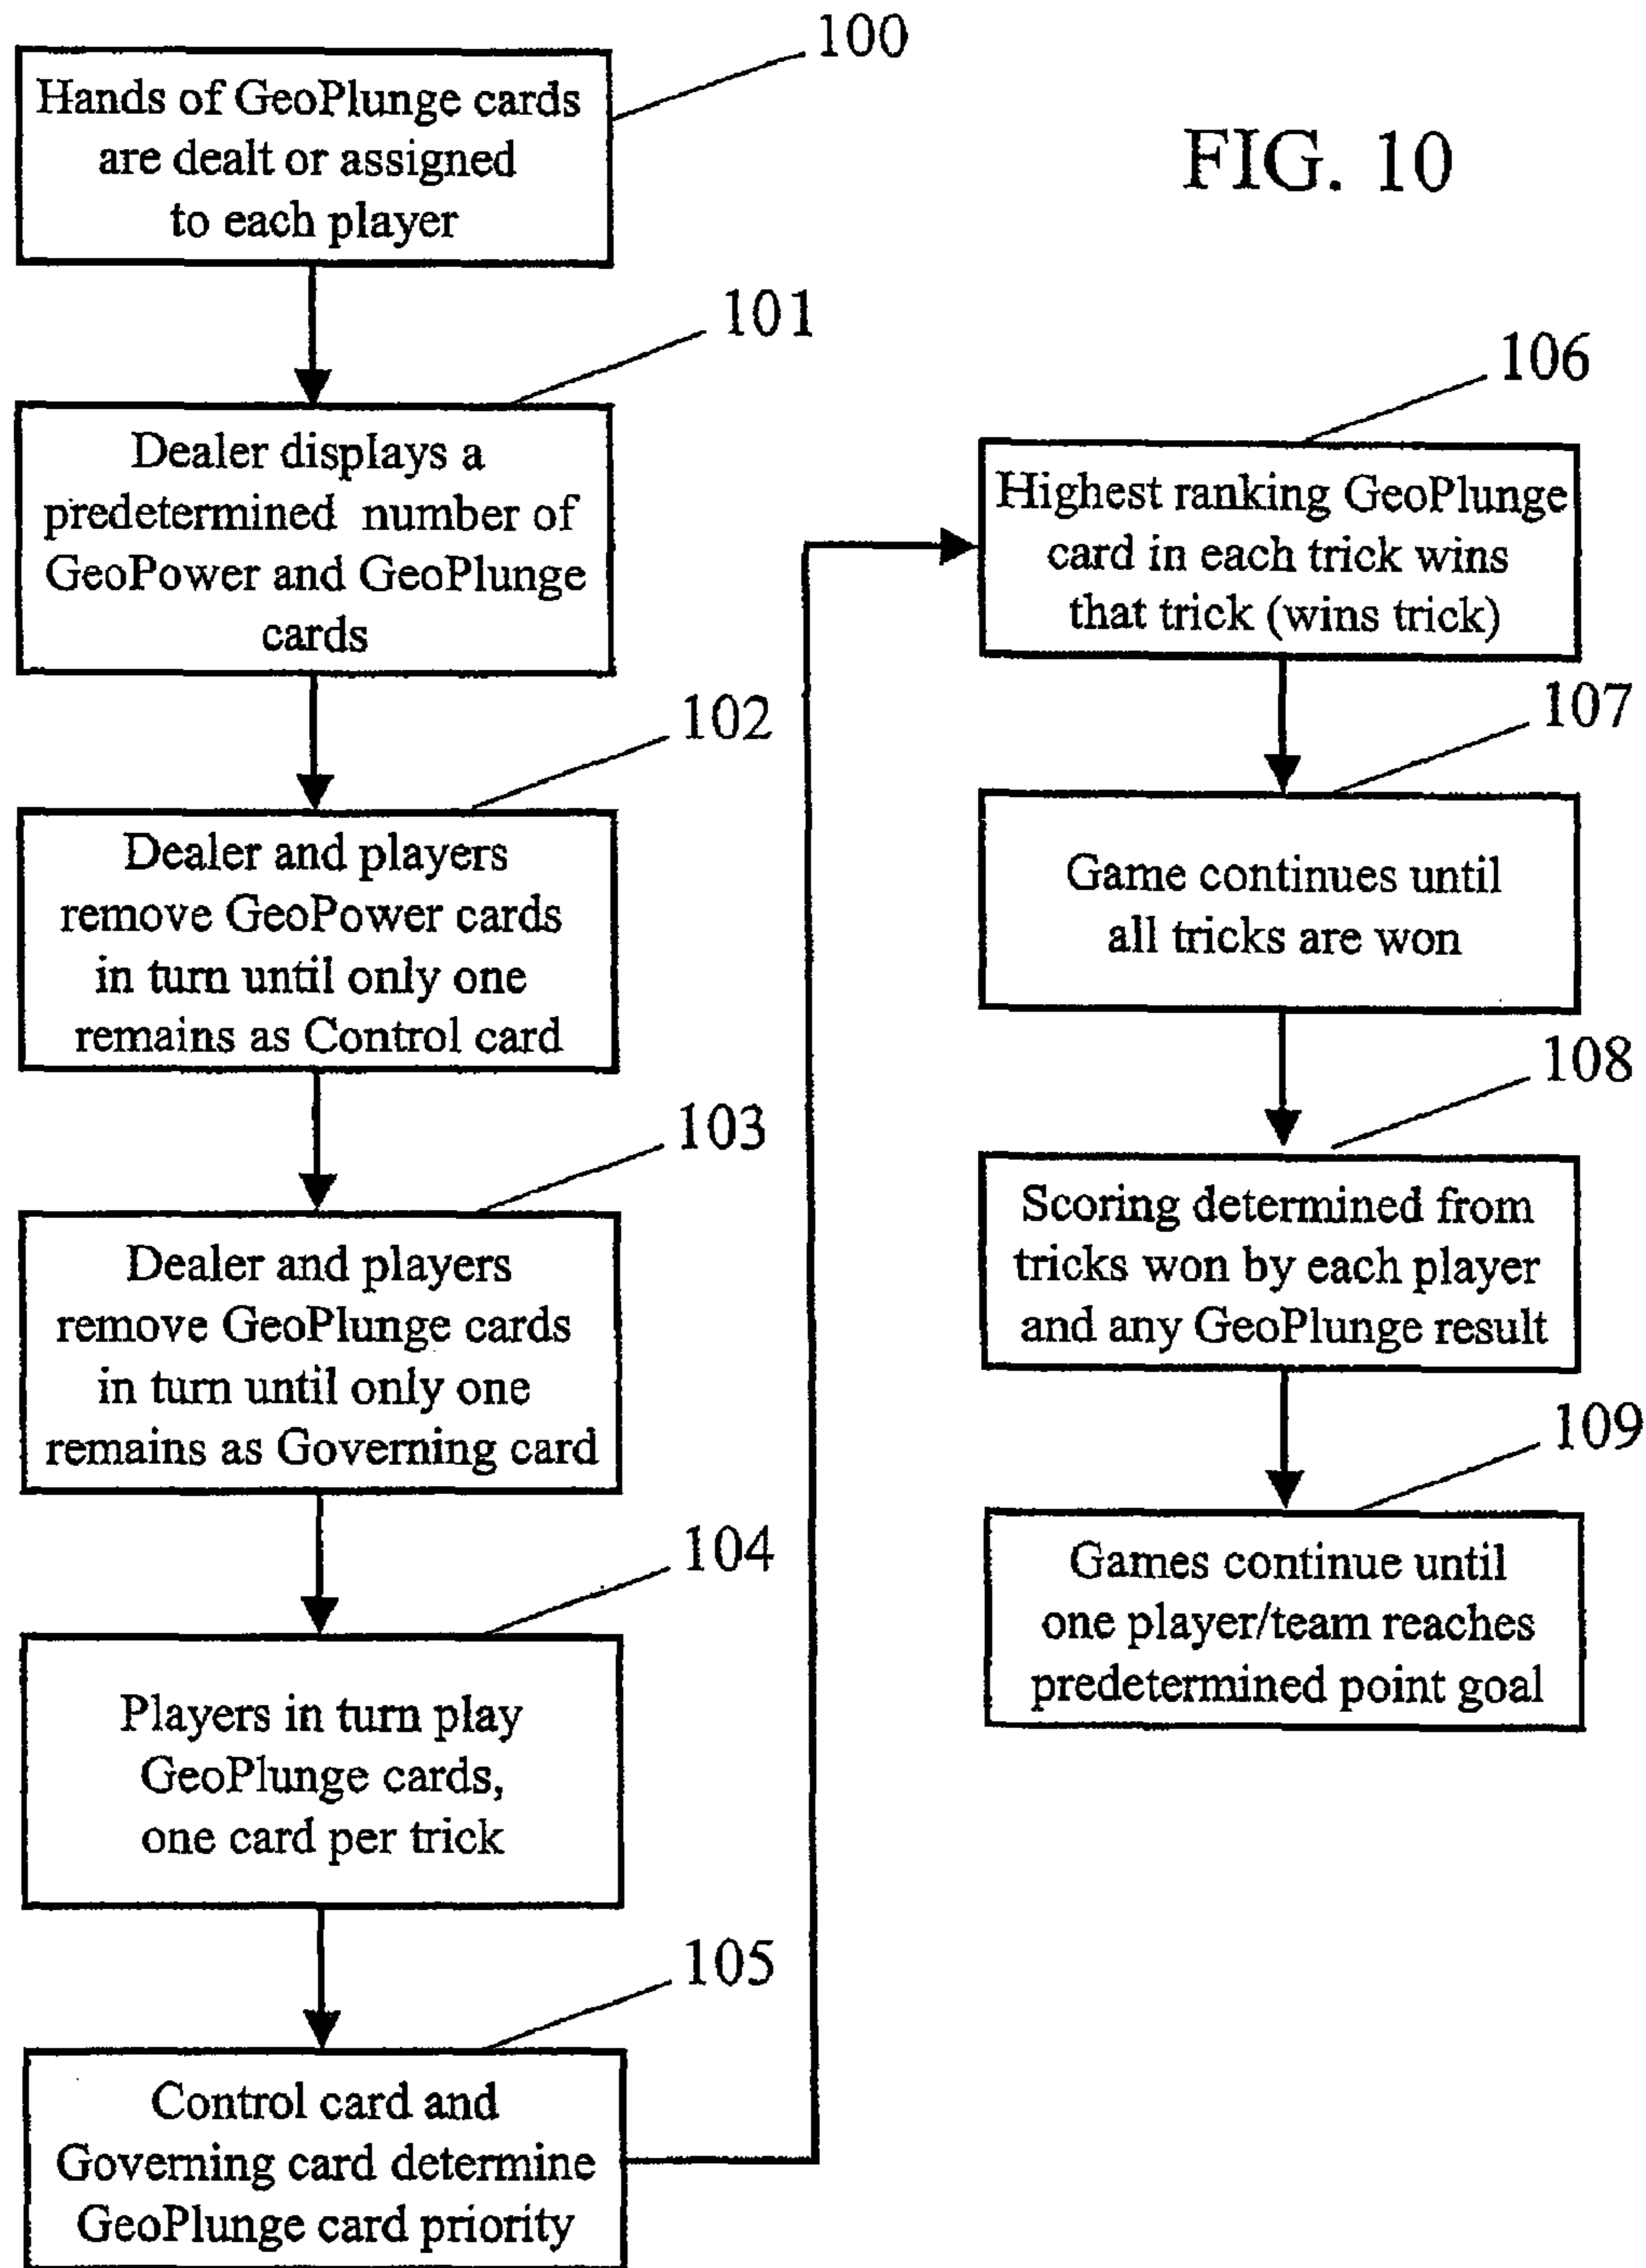 100
Hands of GeoPlunge cards
are dealt or assigned
to each player
FIG. 10
101
Dealer displays a
predetermined number of
GeoPower and GeoPlunge
cards
102
Dealer and players
remove GeoPower cards
in turn until only one
remains as Control card
103
Dealer and players
remove GeoPlunge cards
in turn until only one
remains as Governing card
104
Players in turn play
GeoPlunge cards,
one card per trick
105
Control card and
Governing card determine
GeoPlunge card priority
106
Highest ranking GeoPlunge
card in each trick wins
that trick (wins trick)
107
Game continues until
all tricks are won
108
Scoring determined from
tricks won by each player
and any GeoPlunge result
109
Games continue until
one player/team reaches
predetermined point goal